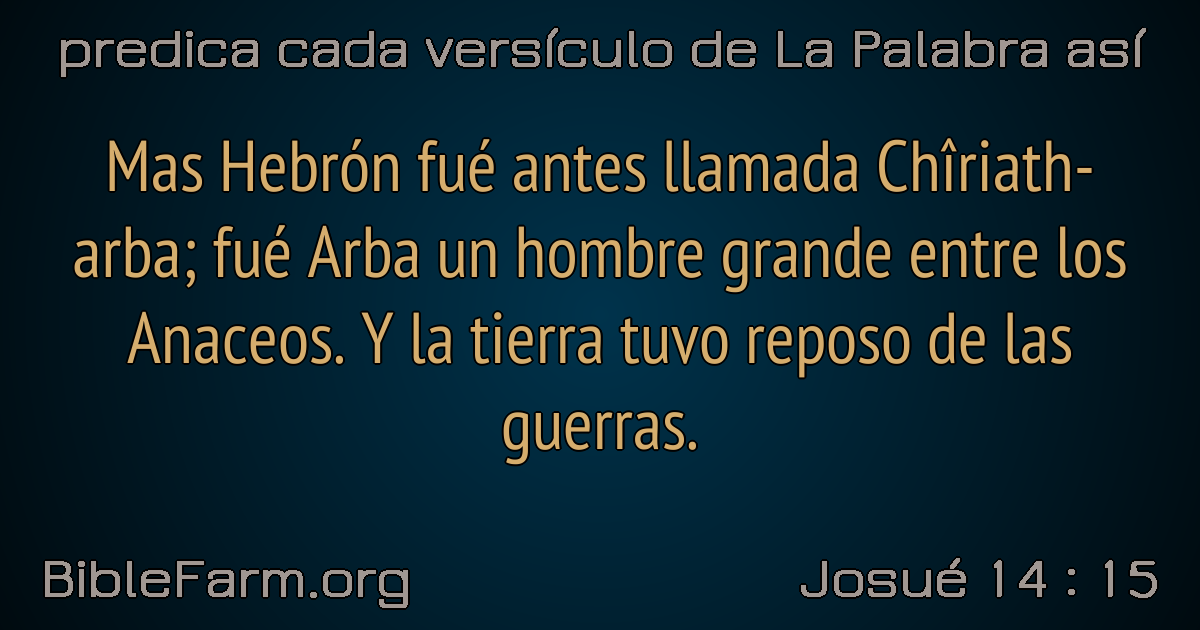 predica cada versículo de La Palabra así
Mas Hebrón fué antes llamada Chîriath-
arba; fué Arba un hombre grande entre los
Anaceos. Y la tierra tuvo reposo de las
guerras.
BibleFarm.org
Josué 14 : 15